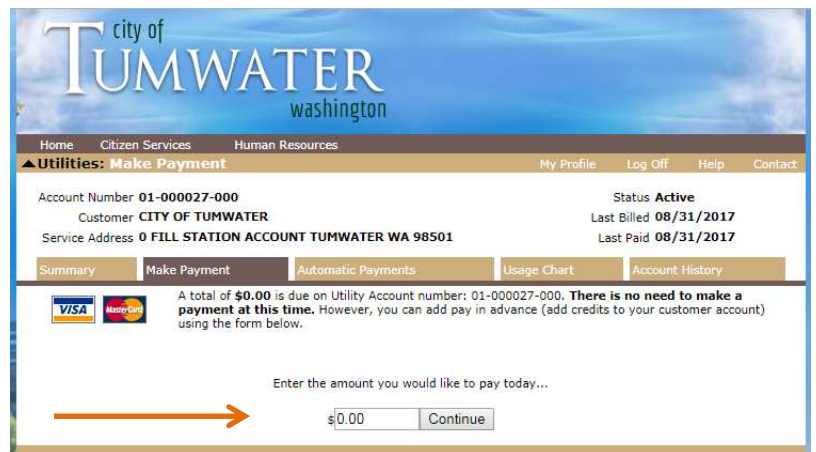 city of
TUMWATER
washington
Home Citizen Services Human Resources
▲Utilities: Make Payment My Profile Log Off Help Contact
Account Number 01-000027-000 Status Active
Customer CITY OF TUMWATER Last Billed 08/31/2017
Service Address 0 FILL STATION ACCOUNT TUMWATER WA 98501 Last Paid 08/31/2017
Summary Make Payment Automatic Payments Usage Chart Account History
VISA MasterCard A total of $0.00 is due on Utility Account number: 01-000027-000. There is no need to make a
payment at this time. However, you can add pay in advance (add credits to your customer account)
using the form below.
Enter the amount you would like to pay today...
$0.00 Continue